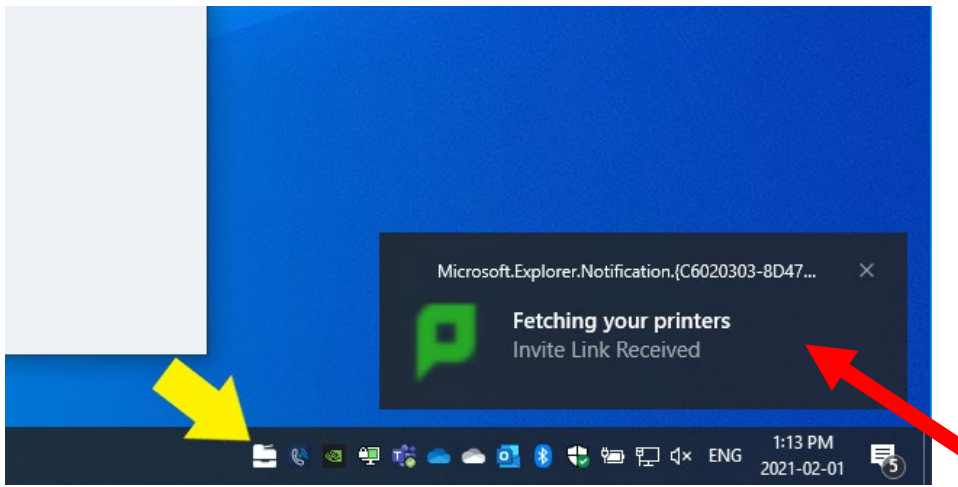 Microsoft.Explorer.Notification.{C6020303-8D47...
Fetching your printers
Invite Link Received
ENG
1:13 PM
2021-02-01
5